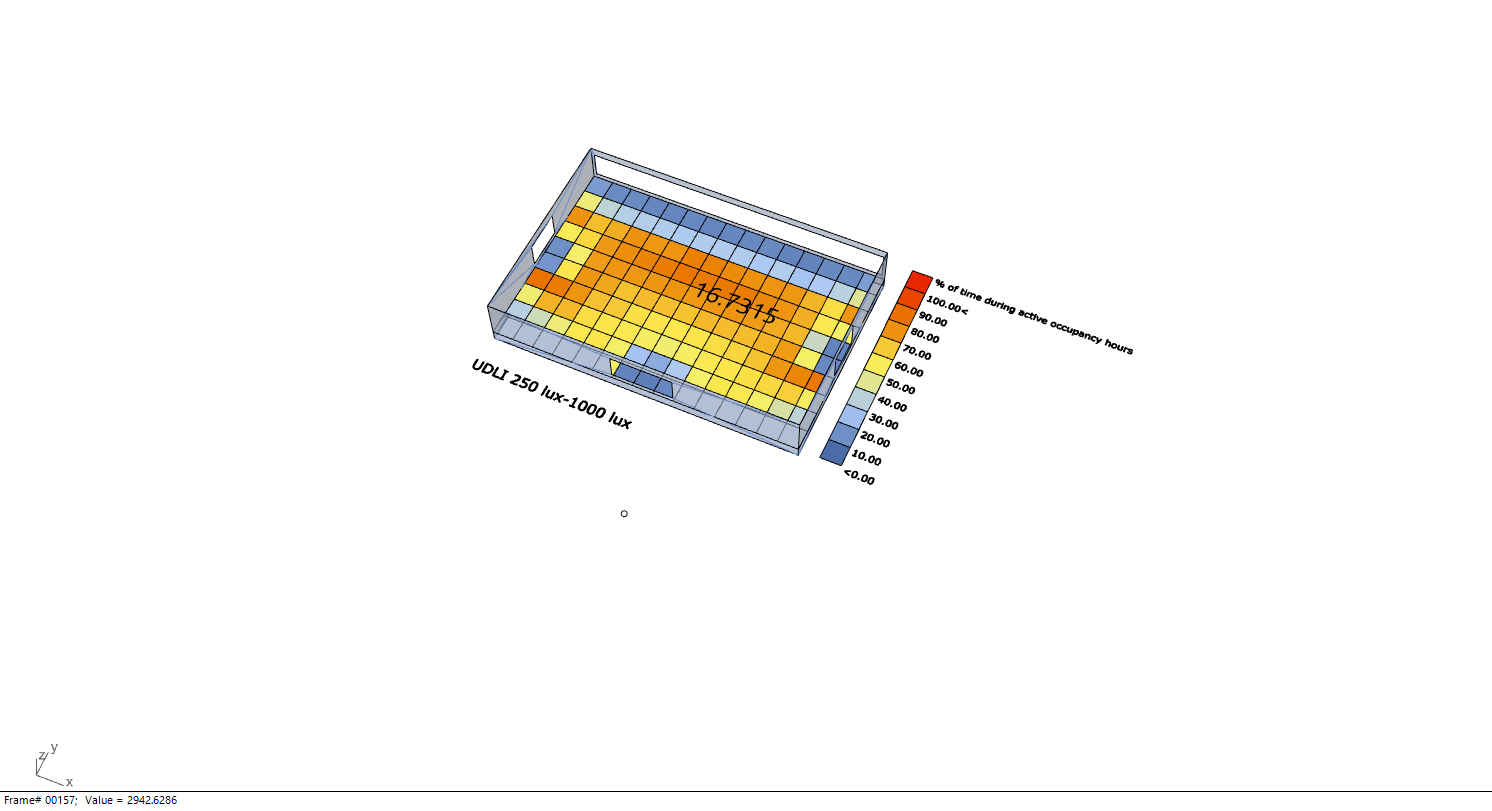 16.7315
% of time during active occupancy hours
100.00<
90.00
80.00
70.00
60.00
50.00
40.00
30.00
20.00
10.00
<0.00
UDLI 250 lux-1000 lux
z y
x
Frame# 00157; Value = 2942.6286